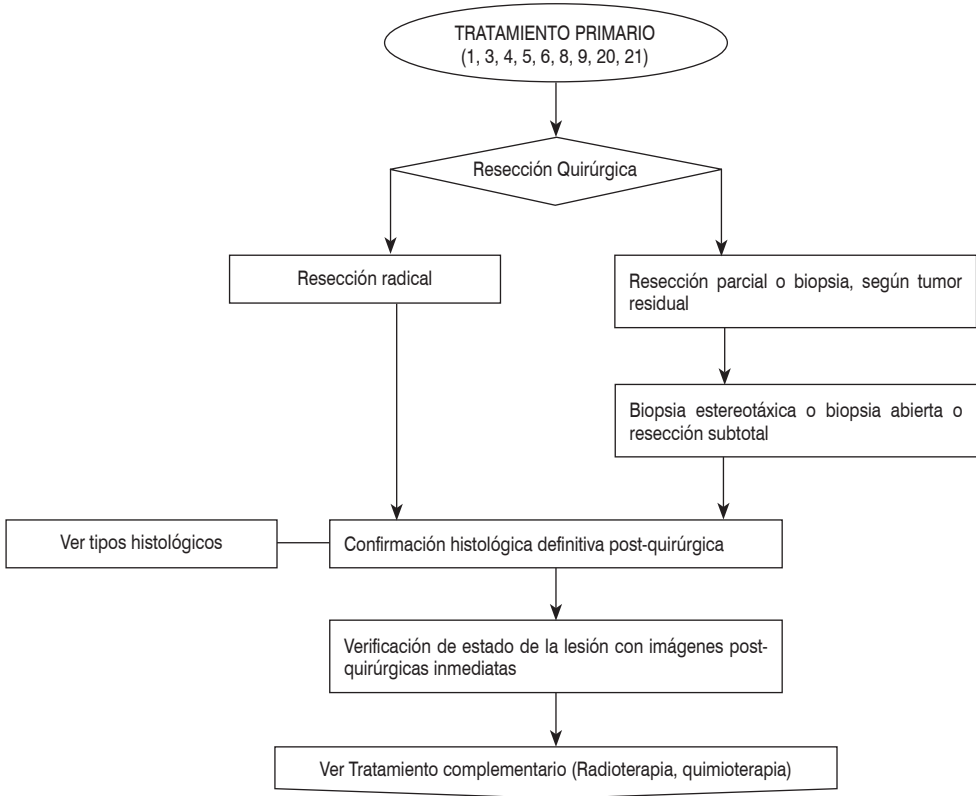 TRATAMIENTO PRIMARIO
(1, 3, 4, 5, 6, 8, 9, 20, 21)
Resección Quirúrgica
Resección radical
Resección parcial o biopsia, según tumor
residual
Biopsia estereotáxica o biopsia abierta o
resección subtotal
Ver tipos histológicos
Confirmación histológica definitiva post-quirúrgica
Verificación de estado de la lesión con imágenes post-
quirúrgicas inmediatas
Ver Tratamiento complementario (Radioterapia, quimioterapia)